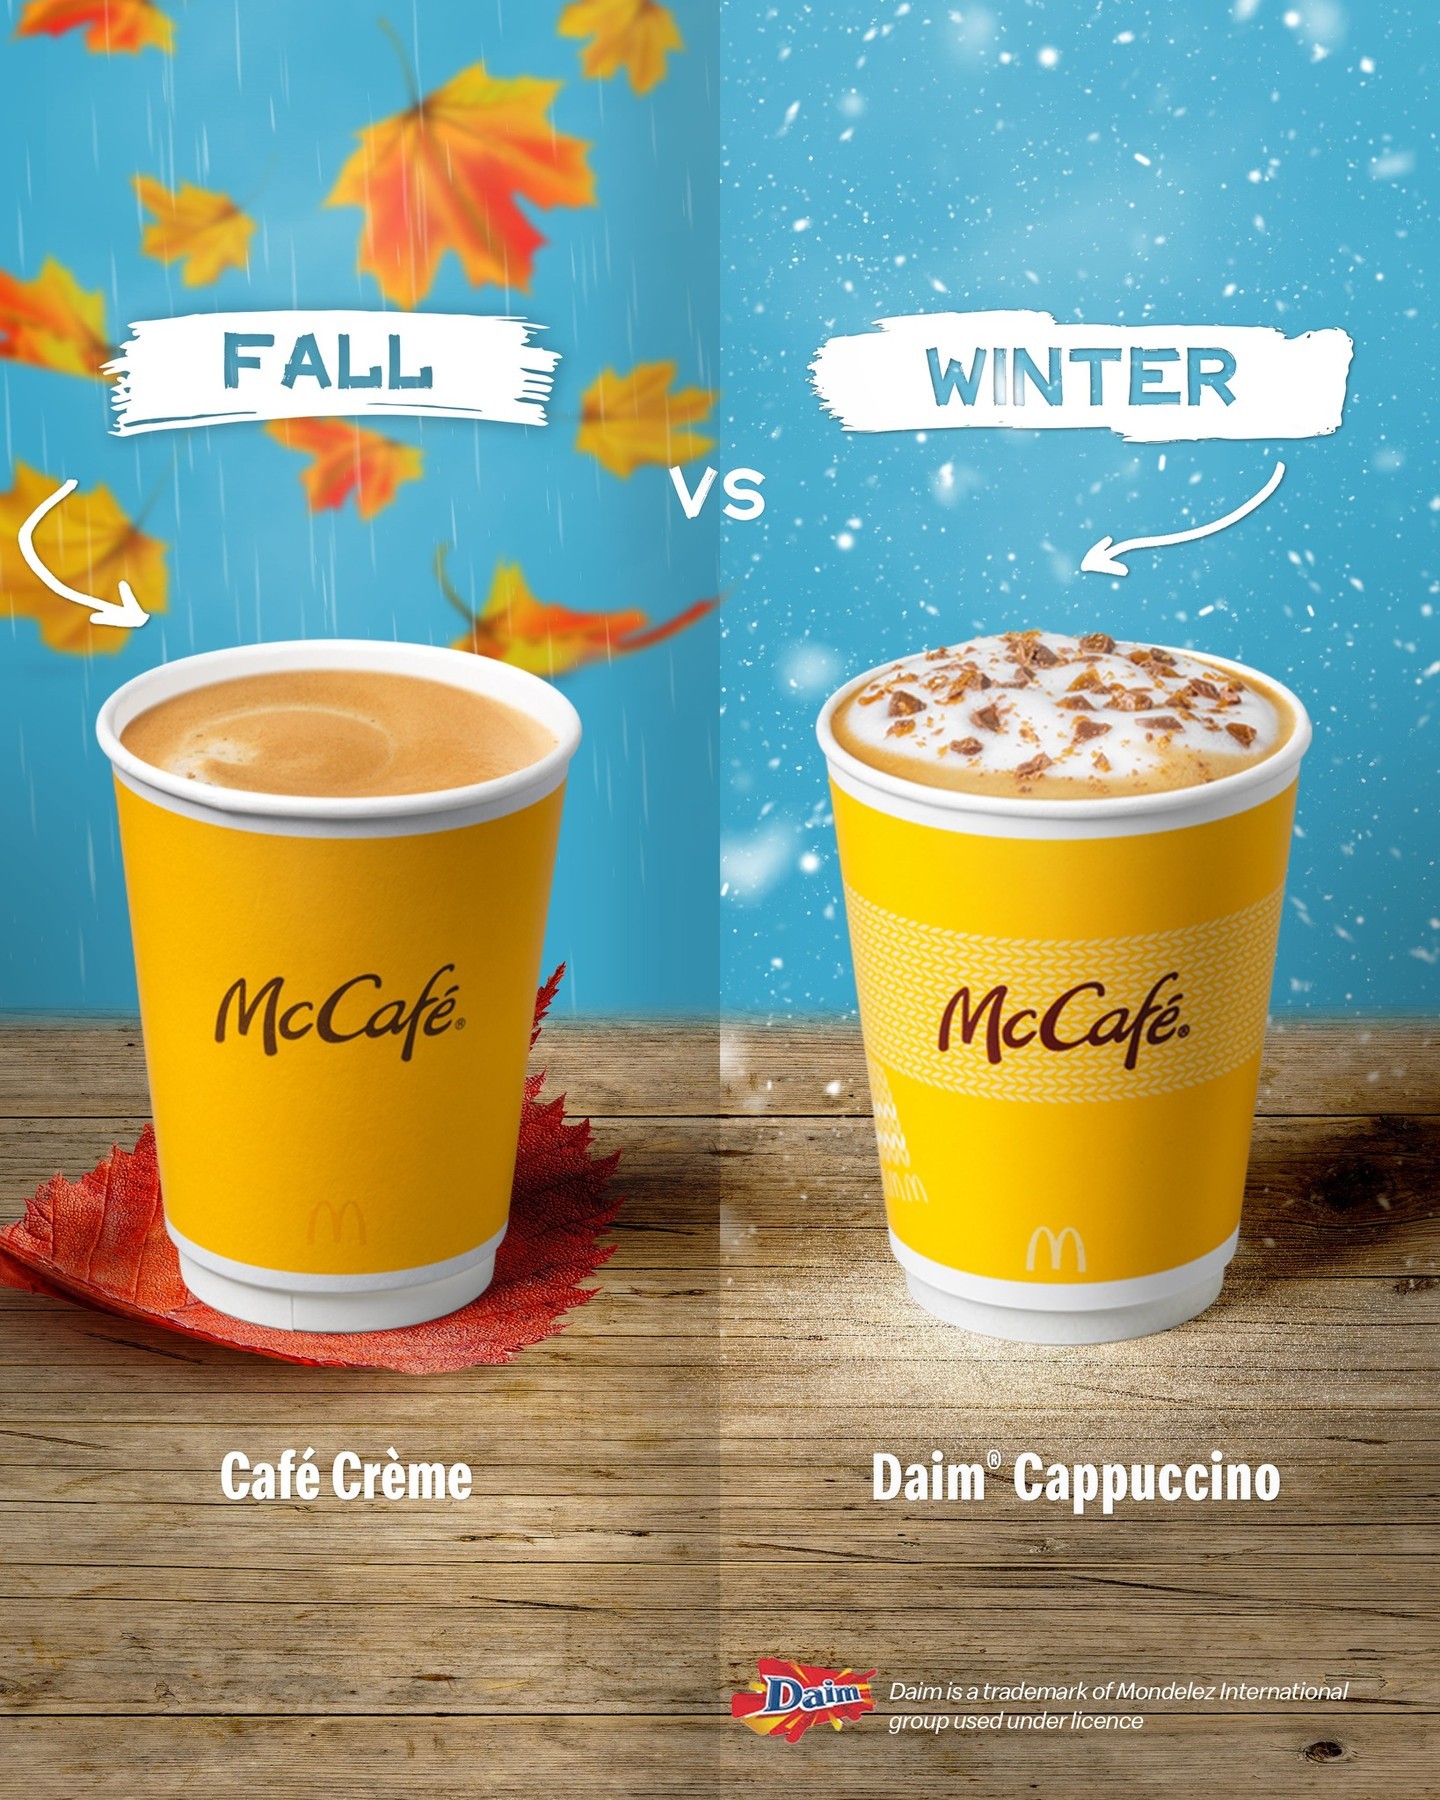 FALL
WINTER
VS
McCafé®
McCafé®
Café Crème
Daim® Cappuccino
Daim
Daim is a trademark of Mondelez International
group used under licence